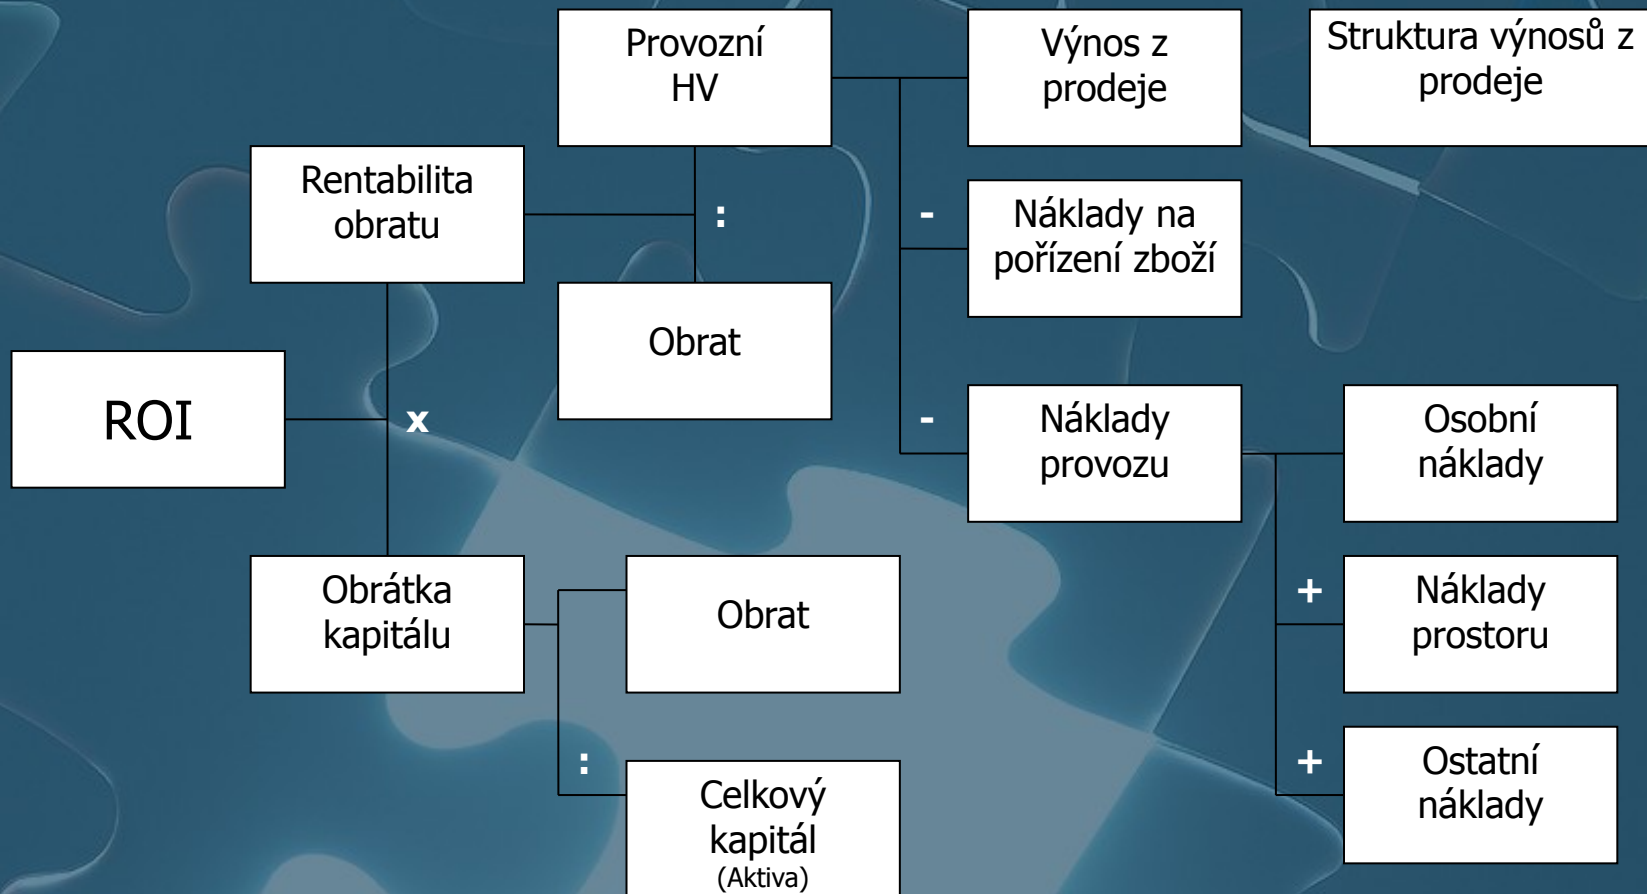 Provozní
HV
Výnos z
prodeje
Struktura výnosů z
prodeje
Rentabilita
obratu
:
-
Náklady na
pořízení zboží
Obrat
ROI
x
-
Náklady
provozu
Osobní
náklady
Obrátka
kapitálu
Obrat
+
Náklady
prostoru
:
Celkový
kapitál
(Aktiva)
+
Ostatní
náklady